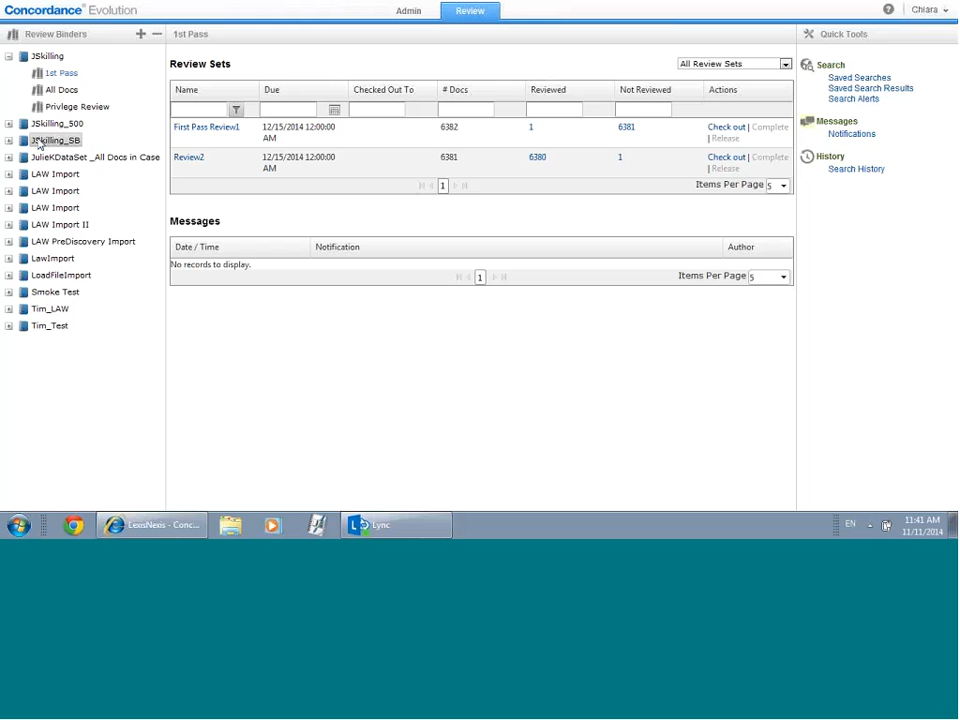 Concordance® Evolution
Admin
Review
Chiara
Review Binders
1st Pass
Quick Tools
JSkilling
1st Pass
All Docs
Privilege Review
JSkilling_500
JSkilling_SB
JulieKDataSet _All Docs in Case
LAW Import
LAW Import
LAW Import
LAW Import II
LAW PreDiscovery Import
LawImport
LoadFileImport
Smoke Test
Tim_LAW
Tim_Test
Review Sets
All Review Sets
Name Due Checked Out To # Docs Reviewed Not Reviewed Actions
First Pass Review1 12/15/2014 12:00:00 6382 1 6381 Check out | Complete
AM | Release
Review2 12/15/2014 12:00:00 6381 6380 1 Check out | Complete
AM | Release
1 Items Per Page 5
Messages
Date / Time Notification Author
No records to display.
1 Items Per Page 5
Search
Saved Searches
Saved Search Results
Search Alerts
Messages
Notifications
History
Search History
LexisNexis - Conc...
Lync
EN
11:41 AM
11/11/2014